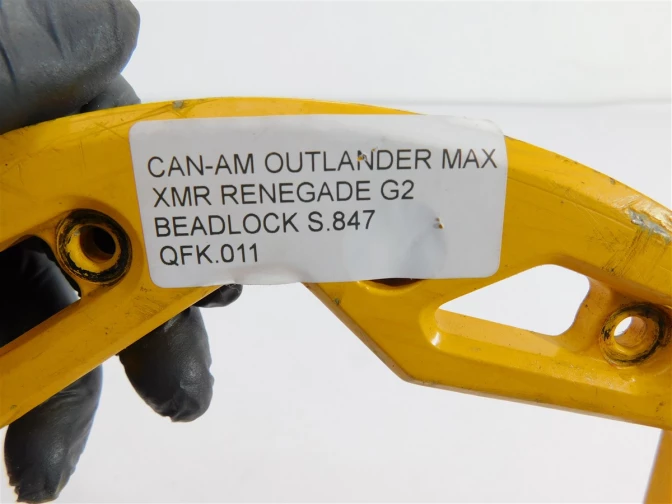 CAN-AM OUTLANDER MAX
XMR RENEGADE G2
BEADLOCK S.847
QFK.011